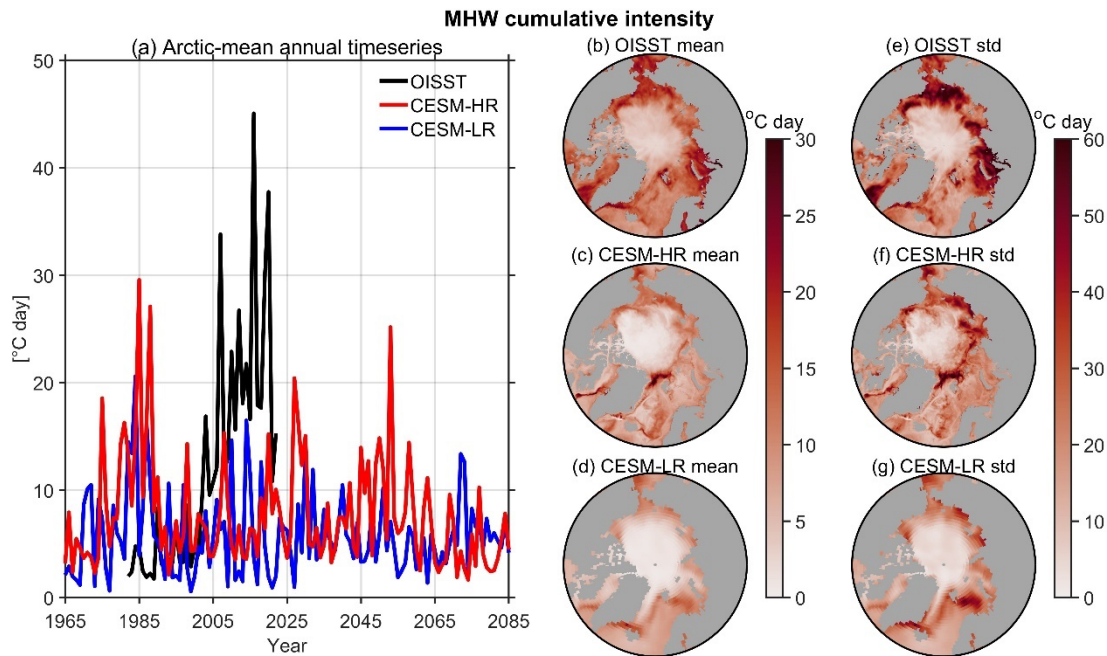 MHW cumulative intensity
(a) Arctic-mean annual timeseries
50
40
30
20
10
0
[°C day]
1965
1985
2005
2025
2045
2065
2085
Year
OISST
CESM-HR
CESM-LR
(b) OISST mean
(c) CESM-HR mean
(d) CESM-LR mean
°C day
30
25
20
15
10
5
0
(e) OISST std
(f) CESM-HR std
(g) CESM-LR std
°C day
60
50
40
30
20
10
0